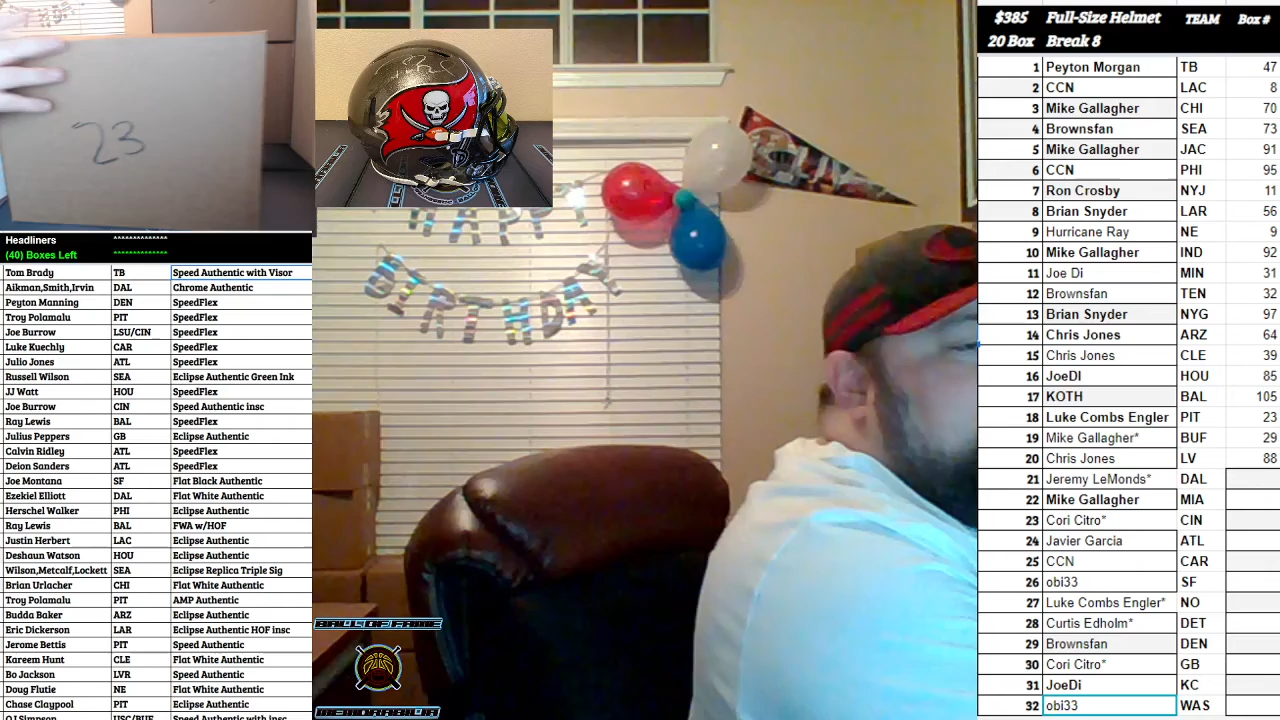 23
Headliners **************
(40) Boxes Left **************
Tom Brady TB Speed Authentic with Visor
Aikman,Smith,Irvin DAL Chrome Authentic
Peyton Manning DEN SpeedFlex
Troy Polamalu PIT SpeedFlex
Joe Burrow LSU/CIN SpeedFlex
Luke Kuechly CAR SpeedFlex
Julio Jones ATL SpeedFlex
Russell Wilson SEA Eclipse Authentic Green Ink
JJ Watt HOU SpeedFlex
Joe Burrow CIN Speed Authentic insc
Ray Lewis BAL SpeedFlex
Julius Peppers GB Eclipse Authentic
Calvin Ridley ATL SpeedFlex
Deion Sanders ATL SpeedFlex
Joe Montana SF Flat Black Authentic
Ezekiel Elliott DAL Flat White Authentic
Herschel Walker PHI Eclipse Authentic
Ray Lewis BAL FWA w/HOF
Justin Herbert LAC Eclipse Authentic
Deshaun Watson HOU Eclipse Authentic
Wilson,Metcalf,Lockett SEA Eclipse Replica Triple Sig
Brian Urlacher CHI Flat White Authentic
Troy Polamalu PIT AMP Authentic
Budda Baker ARZ Eclipse Authentic
Eric Dickerson LAR Eclipse Authentic HOF insc
Jerome Bettis PIT Speed Authentic
Kareem Hunt CLE Flat White Authentic
Bo Jackson LVR Speed Authentic
Doug Flutie NE Flat White Authentic
Chase Claypool PIT Eclipse Authentic
OJ Simpson USC/BUF Speed Authentic with insc
HAPPY
BIRTHDAY
BALL OF FAME
MEMORABILIA
$385 Full-Size Helmet TEAM Box #
20 Box Break 8
1 Peyton Morgan TB 47
2 CCN LAC 8
3 Mike Gallagher CHI 70
4 Brownsfan SEA 73
5 Mike Gallagher JAC 91
6 CCN PHI 95
7 Ron Crosby NYJ 11
8 Brian Snyder LAR 56
9 Hurricane Ray NE 9
10 Mike Gallagher IND 92
11 Joe Di MIN 31
12 Brownsfan TEN 32
13 Brian Snyder NYG 97
14 Chris Jones ARZ 64
15 Chris Jones CLE 39
16 JoeDI HOU 85
17 KOTH BAL 105
18 Luke Combs Engler PIT 23
19 Mike Gallagher* BUF 29
20 Chris Jones LV 88
21 Jeremy LeMonds* DAL
22 Mike Gallagher MIA
23 Cori Citro* CIN
24 Javier Garcia ATL
25 CCN CAR
26 obi33 SF
27 Luke Combs Engler* NO
28 Curtis Edholm* DET
29 Brownsfan DEN
30 Cori Citro* GB
31 JoeDi KC
32 obi33 WAS